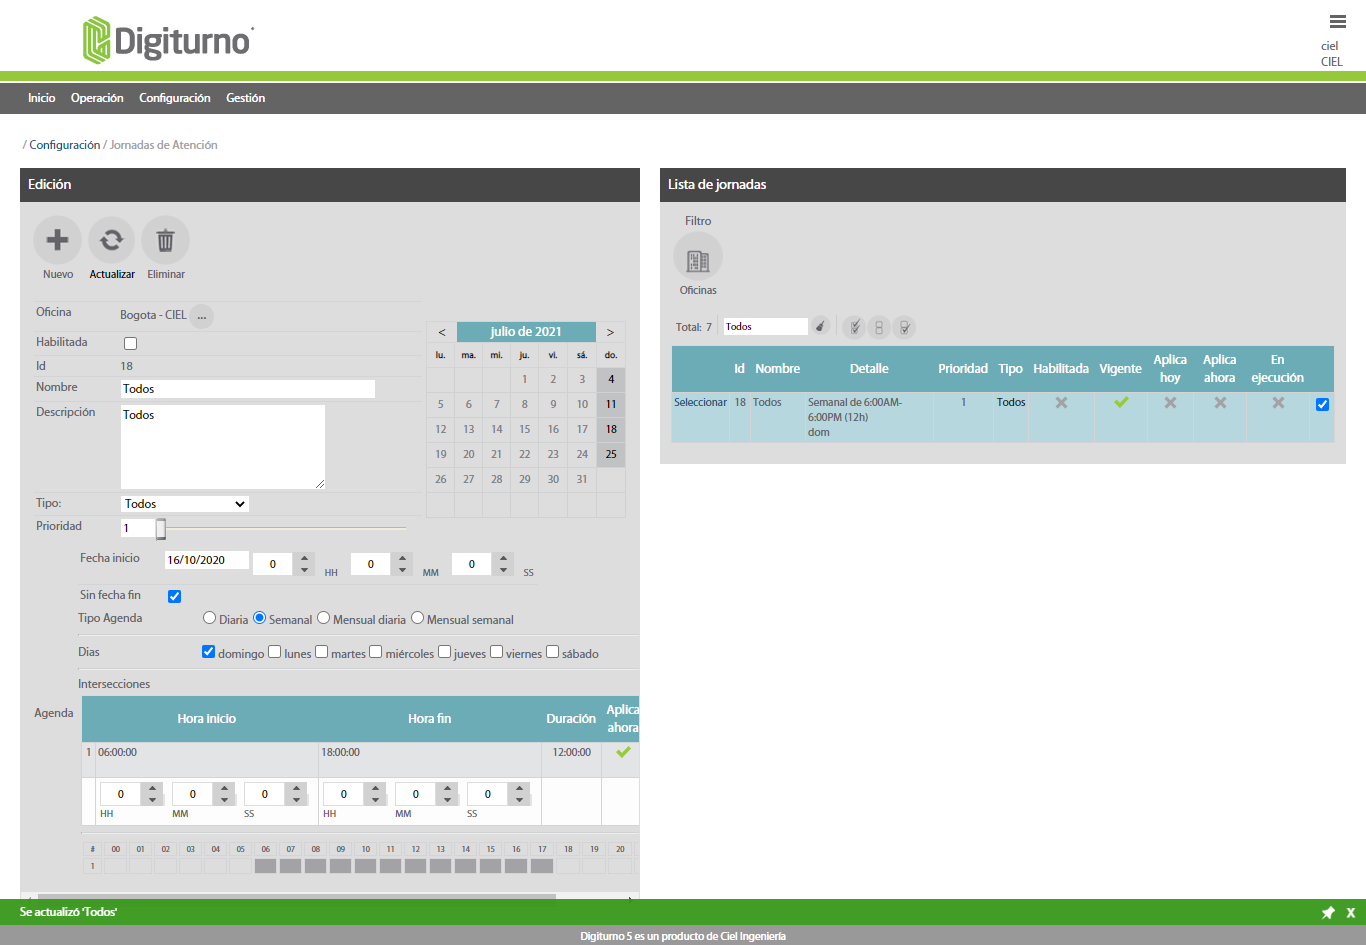 Digiturno
ciel
CIEL
Inicio Operación Configuración Gestión
/ Configuración / Jornadas de Atención
Edición
Nuevo Actualizar Eliminar
Oficina Bogota - CIEL ...
Habilitada
Id 18
Nombre Todos
Descripción Todos
Tipo: Todos
Prioridad 1
< julio de 2021 >
lu. ma. mi. ju. vi. sá. do.
1 2 3 4
5 6 7 8 9 10 11
12 13 14 15 16 17 18
19 20 21 22 23 24 25
26 27 28 29 30 31
Fecha inicio 16/10/2020 0 HH 0 MM 0 SS
Sin fecha fin
Tipo Agenda Diaria Semanal Mensual diaria Mensual semanal
Dias domingo lunes martes miércoles jueves viernes sábado
Intersecciones
Agenda
Hora inicio Hora fin Duración Aplica ahora
1 06:00:00 18:00:00 12:00:00
0 0 0 0 0 0
HH MM SS HH MM SS
# 00 01 02 03 04 05 06 07 08 09 10 11 12 13 14 15 16 17 18 19 20
1
Lista de jornadas
Filtro
Oficinas
Total: 7 Todos
Id Nombre Detalle Prioridad Tipo Habilitada Vigente Aplica hoy Aplica ahora En ejecución
Seleccionar 18 Todos Semanal de 6:00AM-
6:00PM (12h)
dom
1 Todos
Se actualizó 'Todos'
X
Digiturno 5 es un producto de Ciel Ingeniería